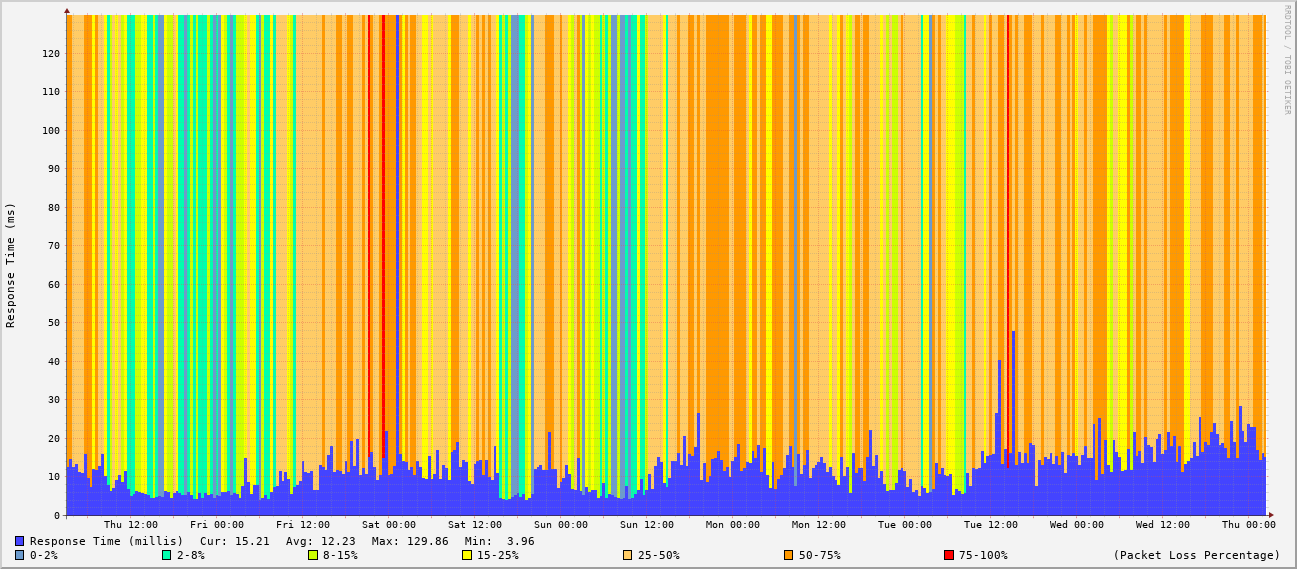 RRDTOOL / TOBI OETIKER
Response Time (ms)
120
110
100
90
80
70
60
50
40
30
20
10
0
Thu 12:00 Fri 00:00 Fri 12:00 Sat 00:00 Sat 12:00 Sun 00:00 Sun 12:00 Mon 00:00 Mon 12:00 Tue 00:00 Tue 12:00 Wed 00:00 Wed 12:00 Thu 00:00
Response Time (millis) Cur: 15.21 Avg: 12.23 Max: 129.86 Min: 3.96
0-2% 2-8% 8-15% 15-25% 25-50% 50-75% 75-100% (Packet Loss Percentage)